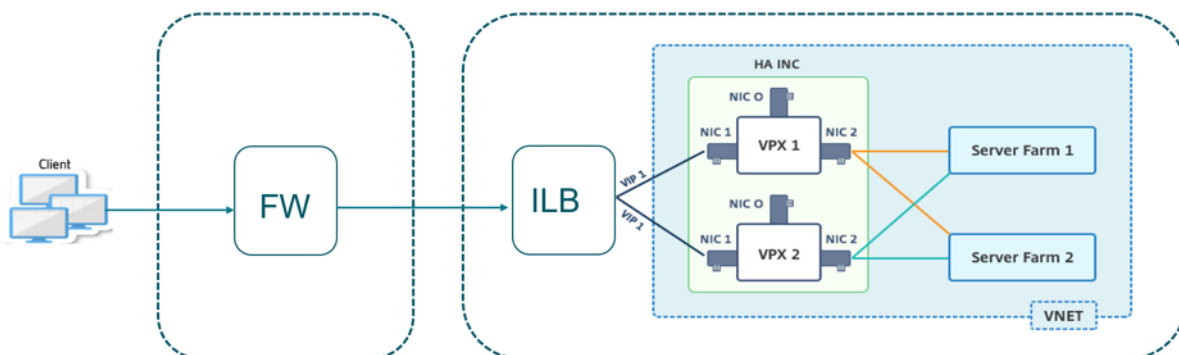 Client
FW
ILB
VIP 1
VIP 1
HA INC
NIC O
NIC 1
VPX 1
NIC 2
NIC O
NIC 1
VPX 2
NIC 2
Server Farm 1
Server Farm 2
VNET